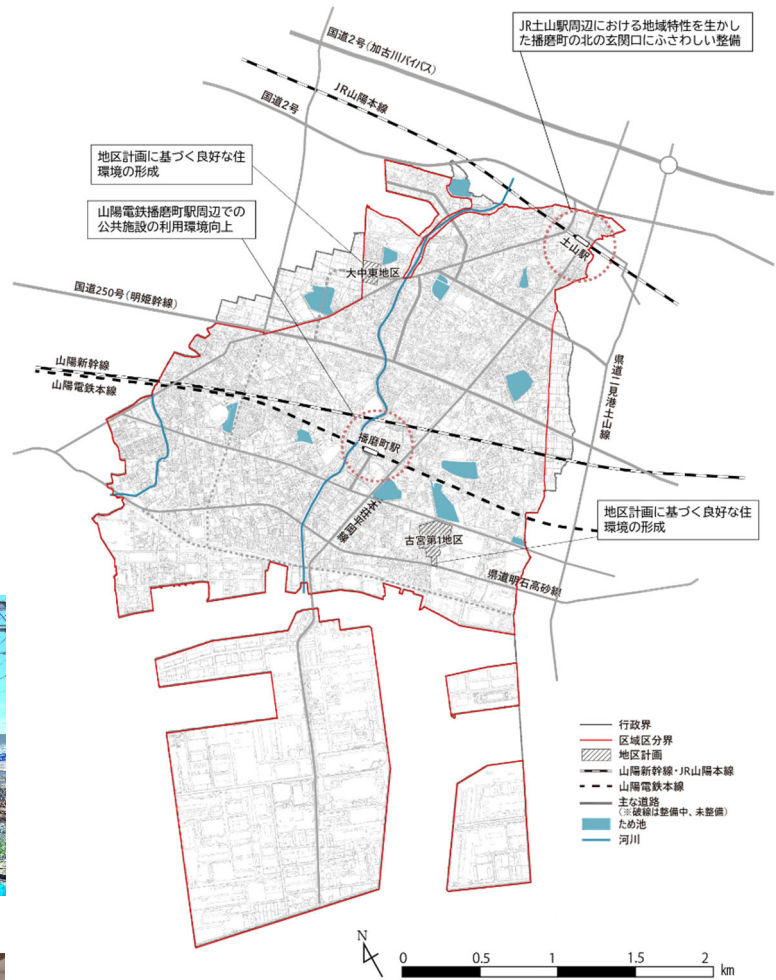 JR土山駅周辺における地域特性を生かし
た播磨町の北の玄関口にふさわしい整備
国道2号(加古川バイパス)
JR山陽本線
国道2号
地区計画に基づく良好な住
環境の形成
山陽電鉄播磨町駅周辺での
公共施設の利用環境向上
土山駅
大中東地区
国道250号(明姫幹線)
県道二見港土山線
山陽新幹線
山陽電鉄本線
播磨町駅
地区計画に基づく良好な住
環境の形成
本荘平岡線
古宮第1地区
県道明石高砂線
行政界
区域区分界
地区計画
山陽新幹線・JR山陽本線
山陽電鉄本線
主な道路
(※破線は整備中、未整備)
ため池
河川
N
0 0.5 1 1.5 2 km